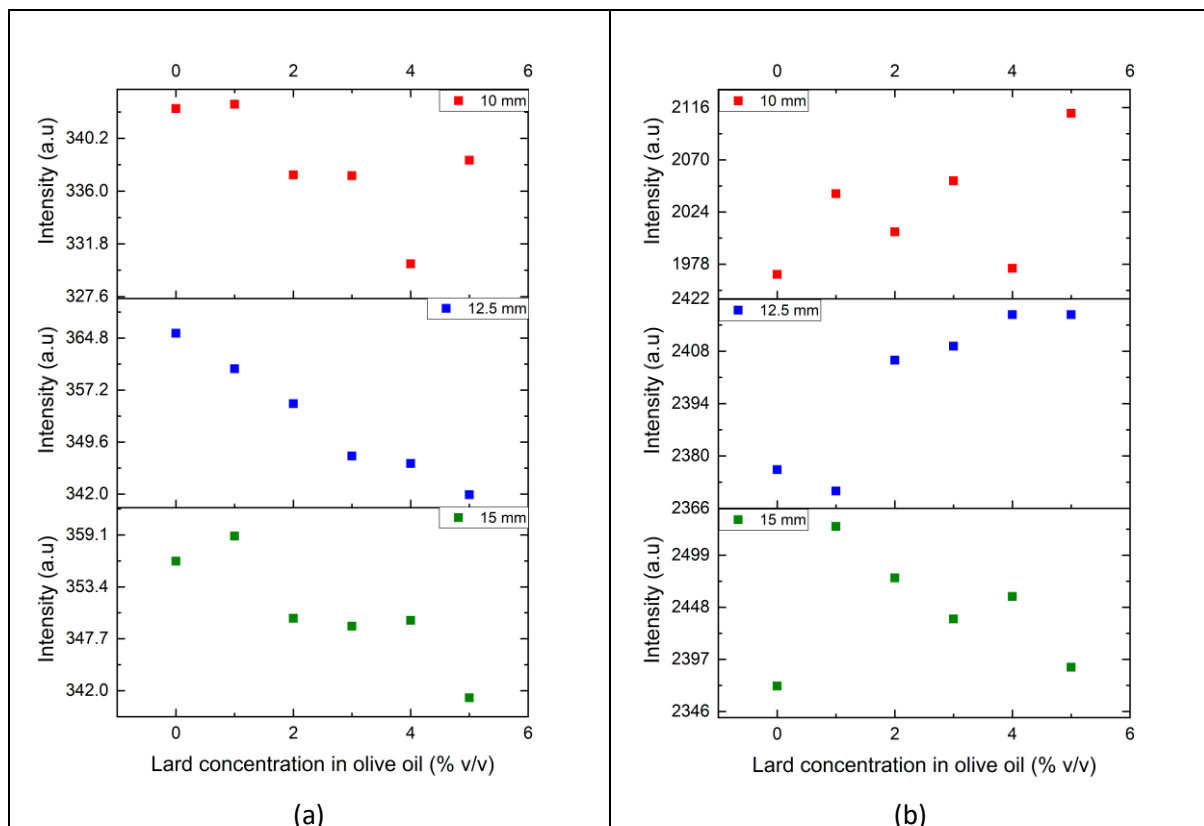 0 2 4 6
10 mm
340.2
336.0
331.8
327.6
Intensity (a.u)
12.5 mm
364.8
357.2
349.6
342.0
Intensity (a.u)
15 mm
359.1
353.4
347.7
342.0
Intensity (a.u)
0 2 4 6
Lard concentration in olive oil (% v/v)
(a)
0 2 4 6
10 mm
2116
2070
2024
1978
Intensity (a.u)
2422
12.5 mm
2408
2394
2380
2366
Intensity (a.u)
15 mm
2499
2448
2397
2346
Intensity (a.u)
0 2 4 6
Lard concentration in olive oil (% v/v)
(b)